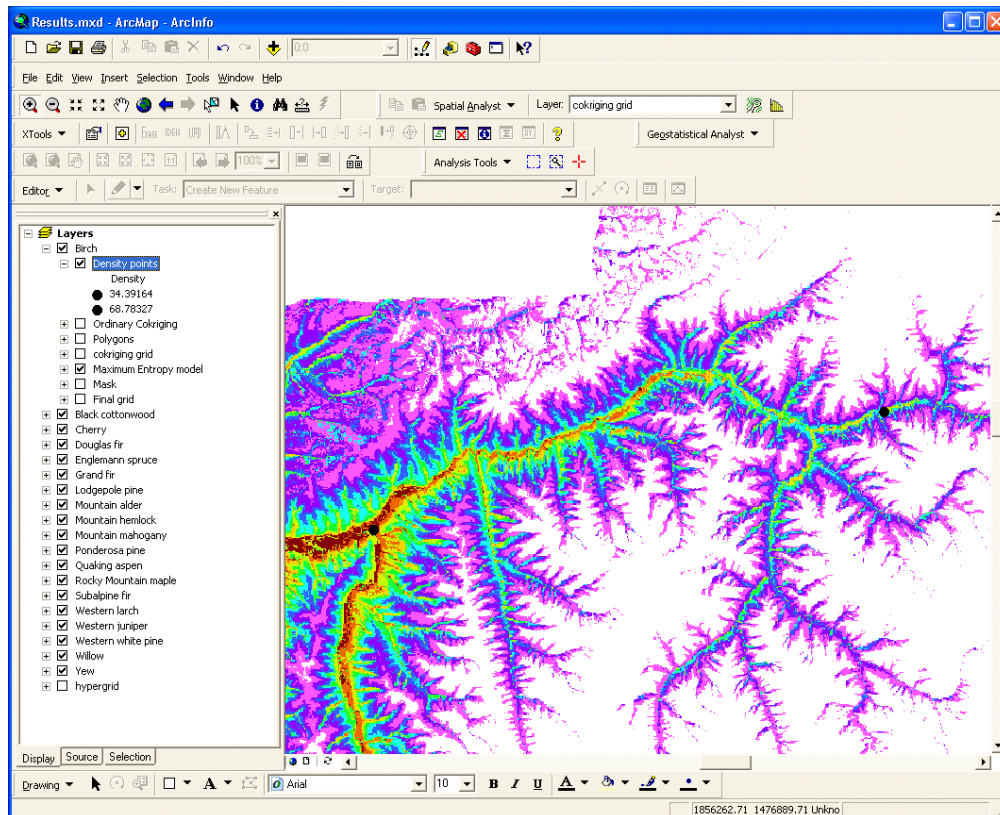 Results.mxd - ArcMap - ArcInfo
0:0
File Edit View Insert Selection Tools Window Help
Spatial Analyst Layer: cokriging grid
XTools Geostatistical Analyst
100% Analysis Tools
Editor Task: Create New Feature Target:
Layers
Birch
Density points
Density
34.39164
68.78327
Ordinary Cokriging
Polygons
cokriging grid
Maximum Entropy model
Mask
Final grid
Black cottonwood
Cherry
Douglas fir
Englemann spruce
Grand fir
Lodgepole pine
Mountain alder
Mountain hemlock
Mountain mahogany
Ponderosa pine
Quaking aspen
Rocky Mountain maple
Subalpine fir
Western larch
Western juniper
Western white pine
Willow
Yew
hypergrid
Display Source Selection
Drawing A Arial 10 B I U A
1856262.71 1476889.71 Unkno